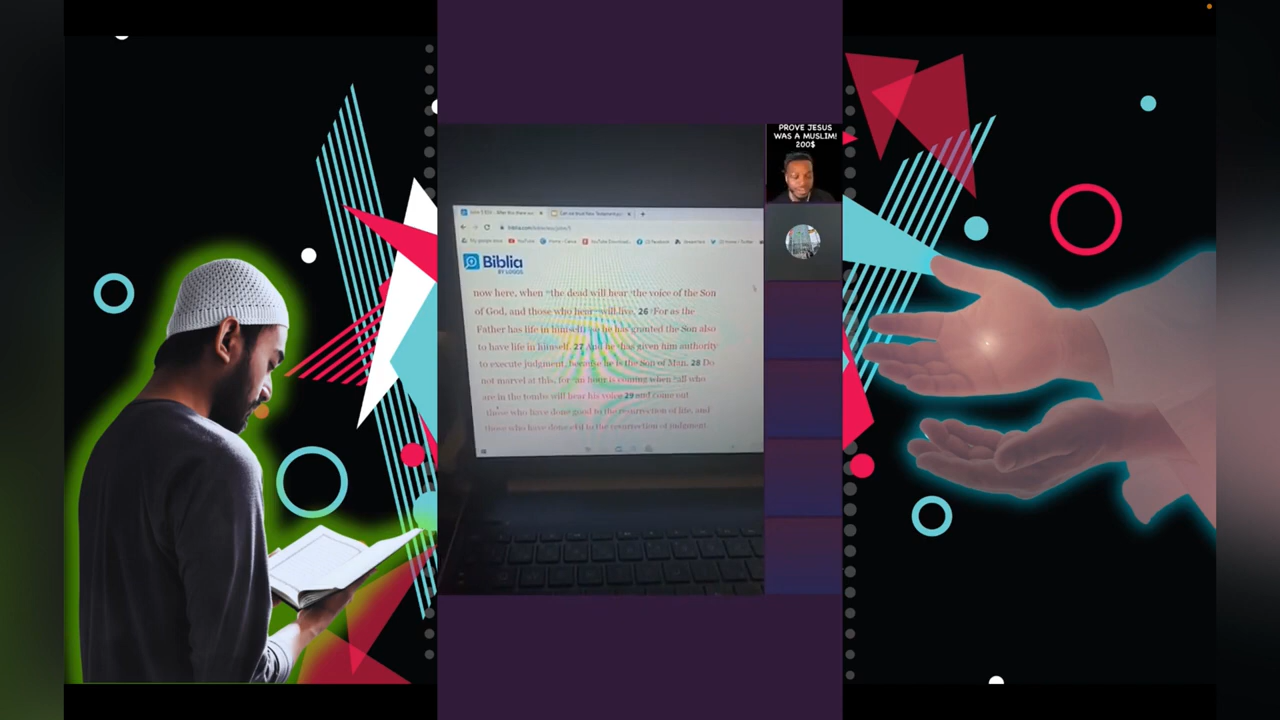 PROVE JESUS
WAS A MUSLIM!
200$
YouTube
Biblia
BY LOGOS
now here, when the dead will hear the voice of the Son
of God, and those who hear will live. 26 For as the
Father has life in himself, so he has granted the Son also
to have life in himself. 27 And he has given him authority
to execute judgment, because he is the Son of Man. 28 Do
not marvel at this, for an hour is coming when all who
are in the tombs will hear his voice 29 and come out
those who have done good to the resurrection of life, and
those who have done evil to the resurrection of judgment.